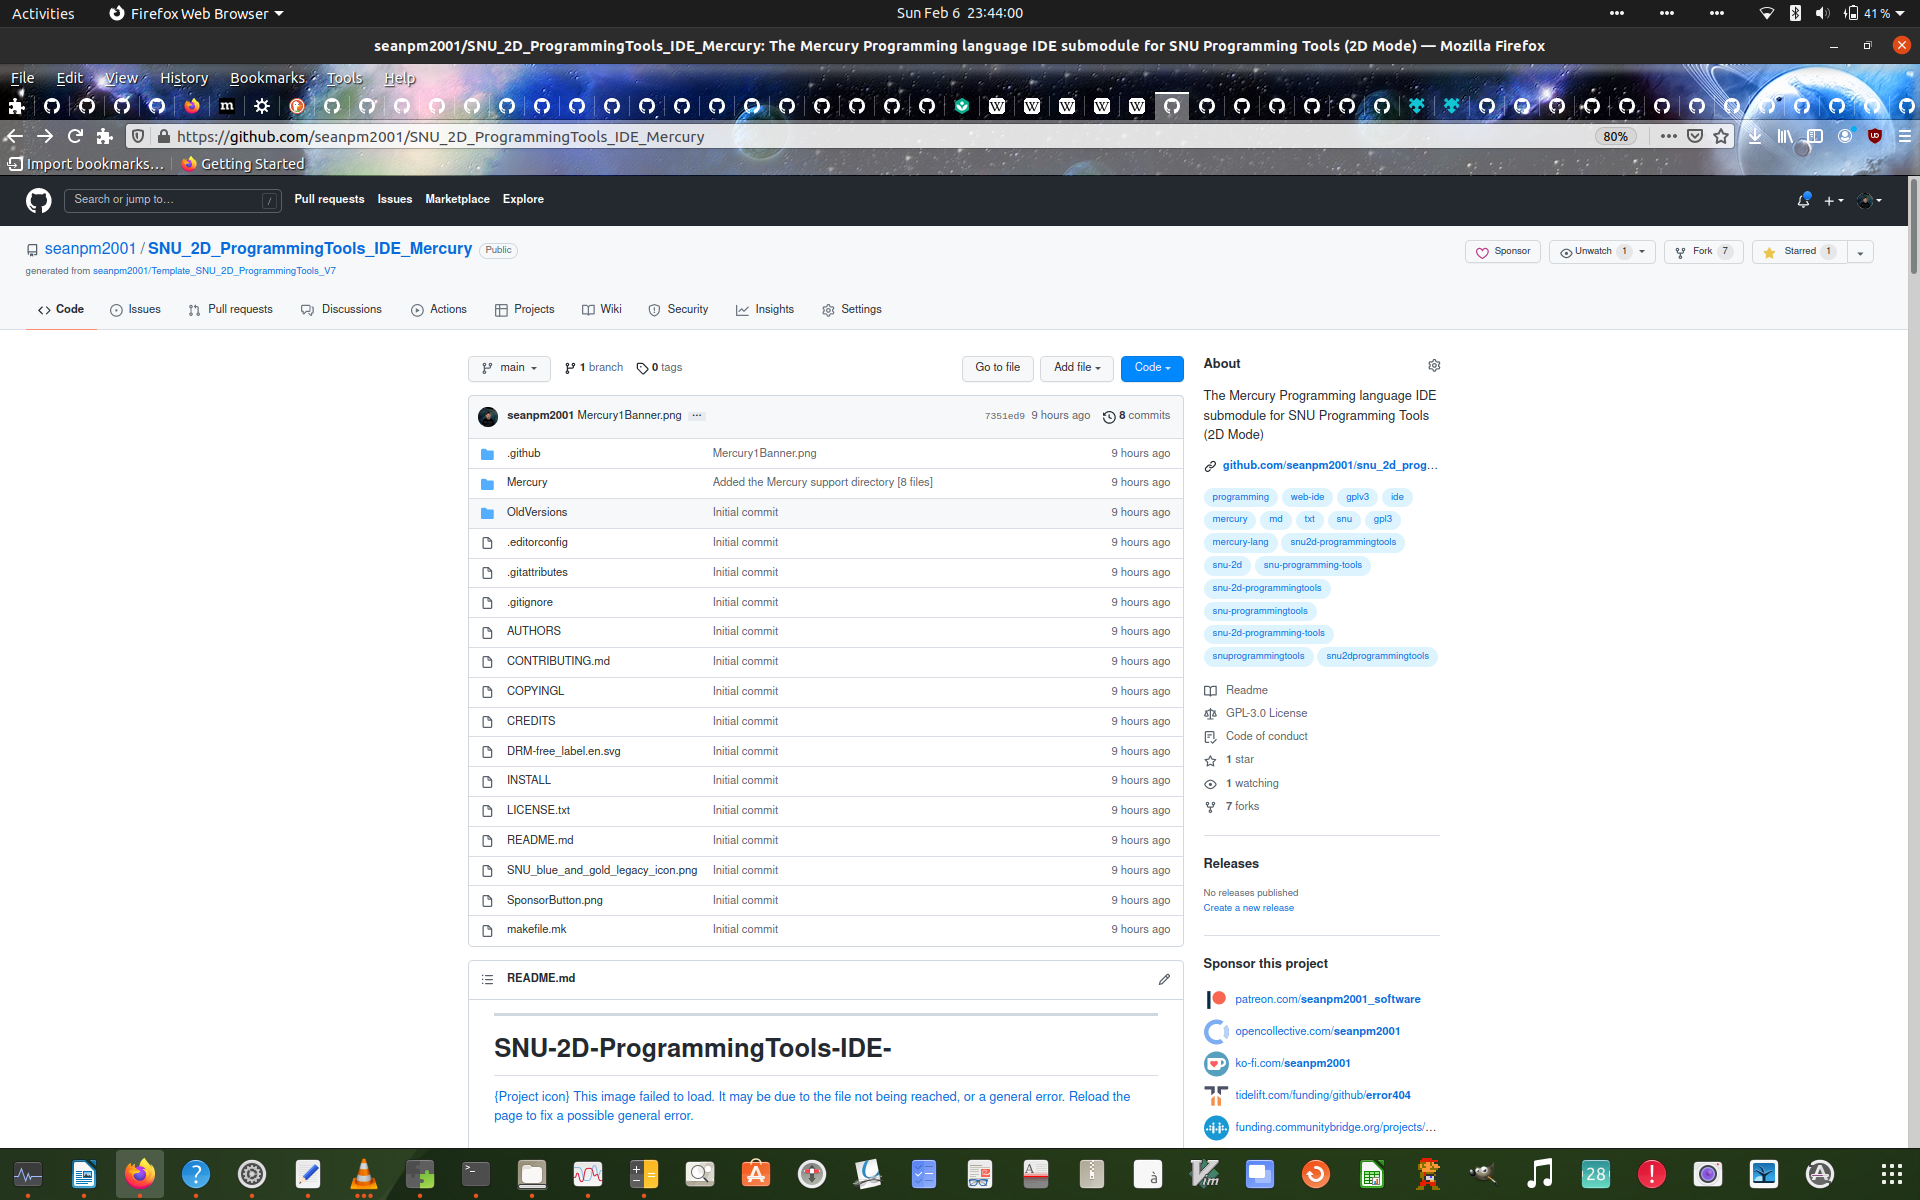 Activities Firefox Web Browser Sun Feb 6 23:44:00 41 %
seanpm2001/SNU_2D_ProgrammingTools_IDE_Mercury: The Mercury Programming language IDE submodule for SNU Programming Tools (2D Mode) — Mozilla Firefox
File Edit View History Bookmarks Tools Help
https://github.com/seanpm2001/SNU_2D_ProgrammingTools_IDE_Mercury 80%
Import bookmarks… Getting Started
Search or jump to… / Pull requests Issues Marketplace Explore
seanpm2001 / SNU_2D_ProgrammingTools_IDE_Mercury Public Sponsor Unwatch 1 Fork 7 Starred 1
generated from seanpm2001/Template_SNU_2D_ProgrammingTools_V7
Code Issues Pull requests Discussions Actions Projects Wiki Security Insights Settings
main 1 branch 0 tags Go to file Add file Code
seanpm2001 Mercury1Banner.png 7351ed9 9 hours ago 8 commits
.github Mercury1Banner.png 9 hours ago
Mercury Added the Mercury support directory [8 files] 9 hours ago
OldVersions Initial commit 9 hours ago
.editorconfig Initial commit 9 hours ago
.gitattributes Initial commit 9 hours ago
.gitignore Initial commit 9 hours ago
AUTHORS Initial commit 9 hours ago
CONTRIBUTING.md Initial commit 9 hours ago
COPYINGL Initial commit 9 hours ago
CREDITS Initial commit 9 hours ago
DRM-free_label.en.svg Initial commit 9 hours ago
INSTALL Initial commit 9 hours ago
LICENSE.txt Initial commit 9 hours ago
README.md Initial commit 9 hours ago
SNU_blue_and_gold_legacy_icon.png Initial commit 9 hours ago
SponsorButton.png Initial commit 9 hours ago
makefile.mk Initial commit 9 hours ago
README.md
SNU-2D-ProgrammingTools-IDE-
{Project icon} This image failed to load. It may be due to the file not being reached, or a general error. Reload the
page to fix a possible general error.
About
The Mercury Programming language IDE
submodule for SNU Programming Tools
(2D Mode)
github.com/seanpm2001/snu_2d_prog…
programming web-ide gplv3 ide
mercury md txt snu gpl3
mercury-lang snu2d-programmingtools
snu-2d snu-programming-tools
snu-2d-programmingtools
snu-programmingtools
snu-2d-programming-tools
snuprogrammingtools snu2dprogrammingtools
Readme
GPL-3.0 License
Code of conduct
1 star
1 watching
7 forks
Releases
No releases published
Create a new release
Sponsor this project
patreon.com/seanpm2001_software
opencollective.com/seanpm2001
ko-fi.com/seanpm2001
tidelift.com/funding/github/error404
funding.communitybridge.org/projects/…
28